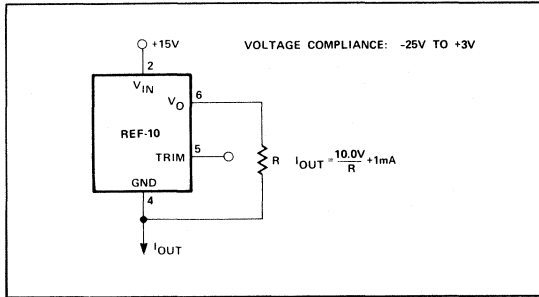 +15V
VOLTAGE COMPLIANCE: -25V TO +3V
2
VIN
6
VO
REF-10
5
TRIM
R
IOUT = 10.0V/R +1mA
GND
4
IOUT